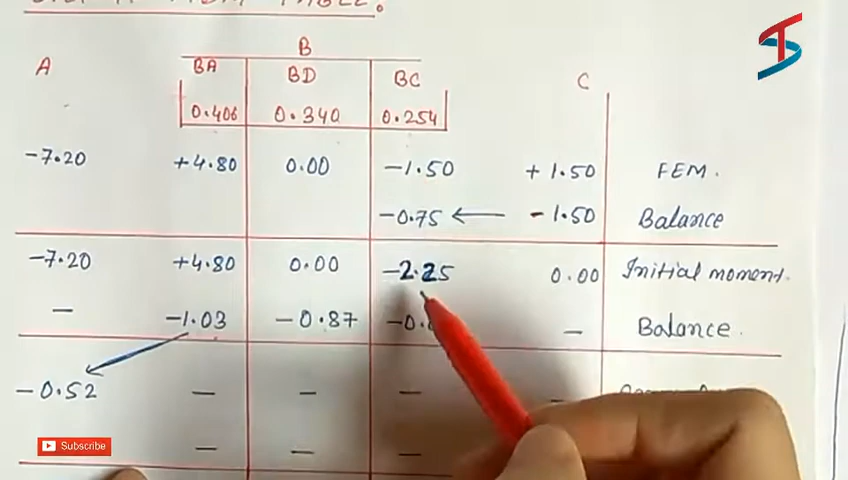 B
A BA BD BC C
0.406 0.340 0.254
-7.20 +4.80 0.00 -1.50 +1.50 FEM.
-0.75 -1.50 Balance
-7.20 +4.80 0.00 -2.25 0.00 Initial moment.
— -1.03 -0.87 — Balance.
-0.52 — — —
— — —
Subscribe